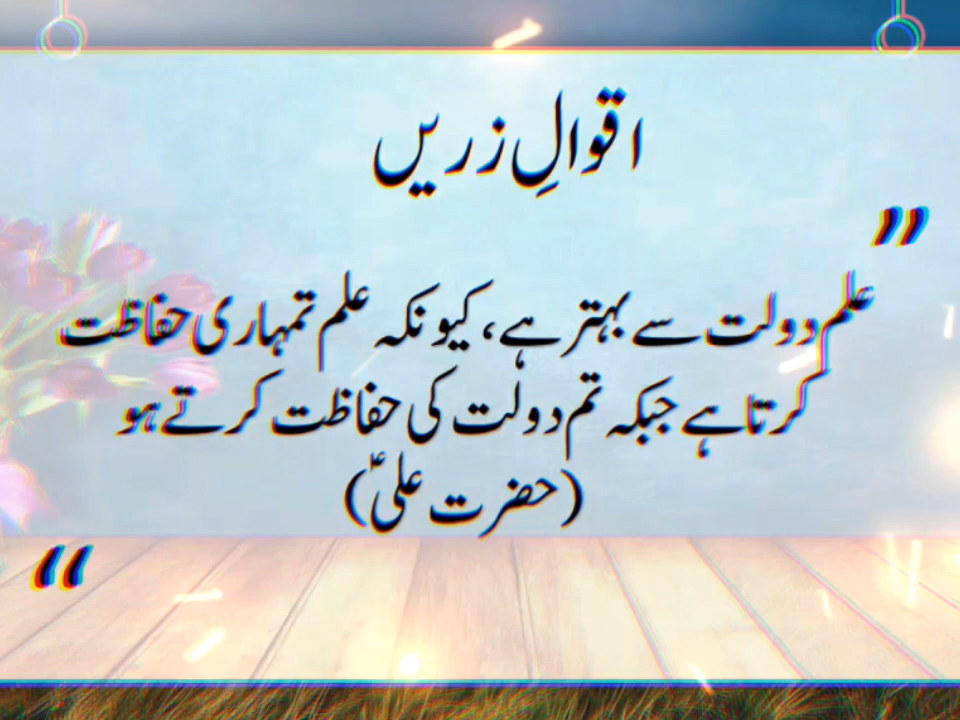 اقوالِ زریں
”
علم دولت سے بہتر ہے، کیونکہ علم تمہاری حفاظت
کرتا ہے جبکہ تم دولت کی حفاظت کرتے ہو
(حضرت علیؑ)
“